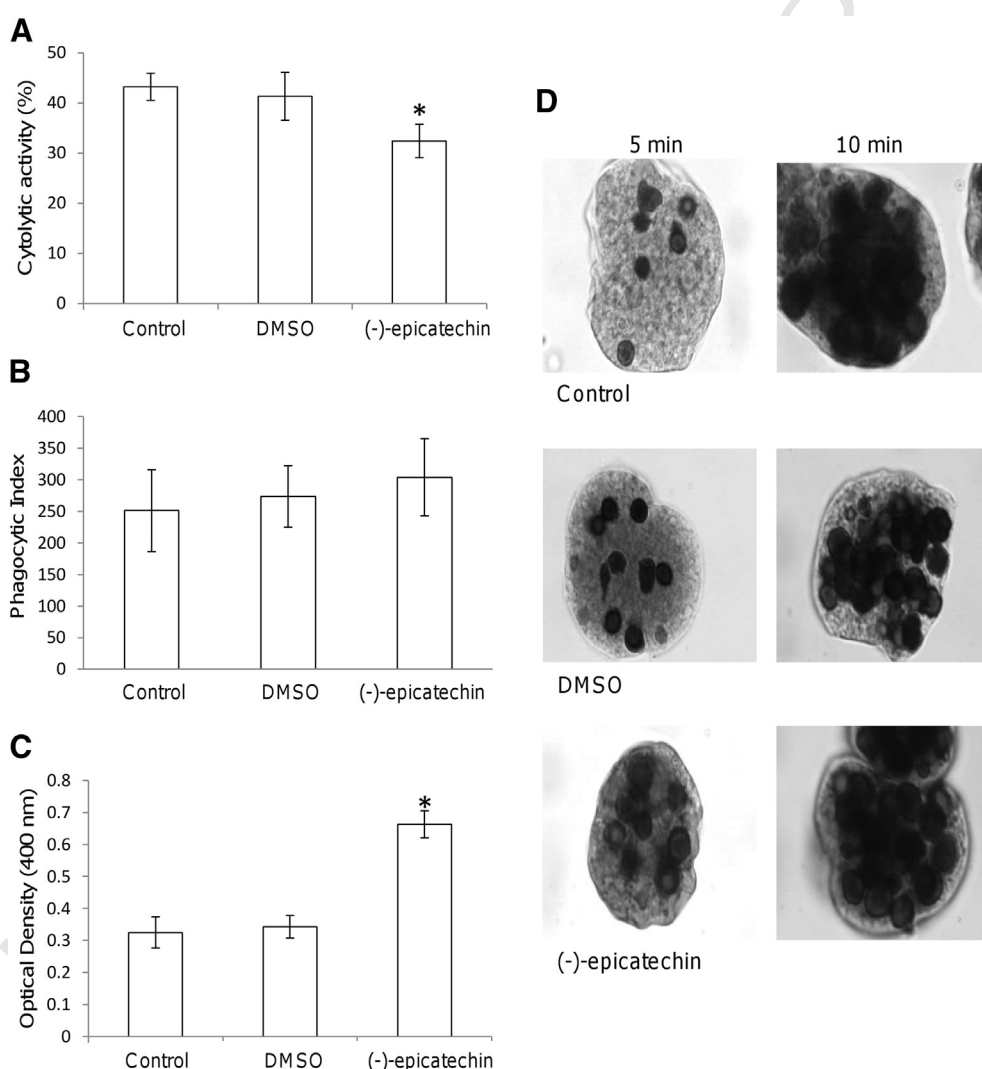 A
Cytolytic activity (%)
50
40
30
20
10
0
*
Control DMSO (-)-epicatechin
B
Phagocytic Index
400
350
300
250
200
150
100
50
0
Control DMSO (-)-epicatechin
C
Optical Density (400 nm)
0.8
0.7
0.6
0.5
0.4
0.3
0.2
0.1
0
*
Control DMSO (-)-epicatechin
D
5 min 10 min
Control
DMSO
(-)-epicatechin